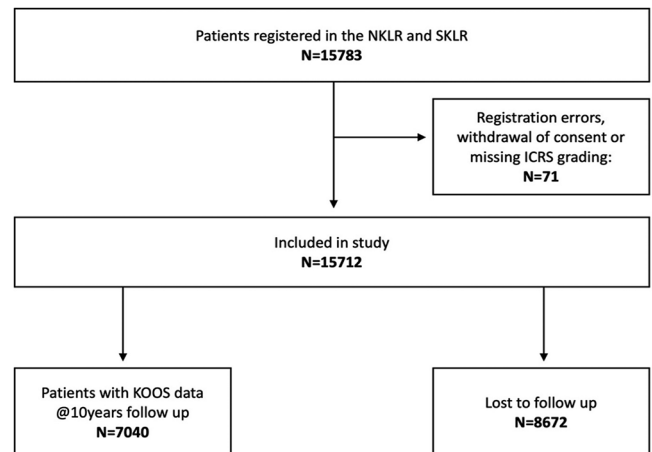 Patients registered in the NKLR and SKLR
N=15783
Registration errors,
withdrawal of consent or
missing ICRS grading:
N=71
Included in study
N=15712
Patients with KOOS data
@10years follow up
N=7040
Lost to follow up
N=8672